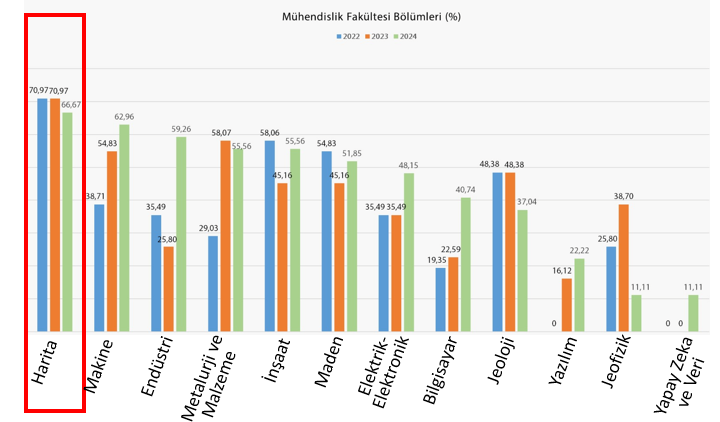 Mühendislik Fakültesi Bölümleri (%)
2022 2023 2024
70,97 70,97 66,67
38,71 54,83 62,96
35,49 25,80 59,26
29,03 58,07 55,56
58,06 45,16 55,56
54,83 45,16 51,85
35,49 35,49 48,15
19,35 22,59 40,74
48,38 48,38 37,04
0 16,12 22,22
25,80 38,70 11,11
0 0 11,11
Harita
Makine
Endüstri
Metalurji ve
Malzeme
İnşaat
Maden
Elektrik-
Elektronik
Bilgisayar
Jeoloji
Yazılım
Jeofizik
Yapay Zeka
ve Veri